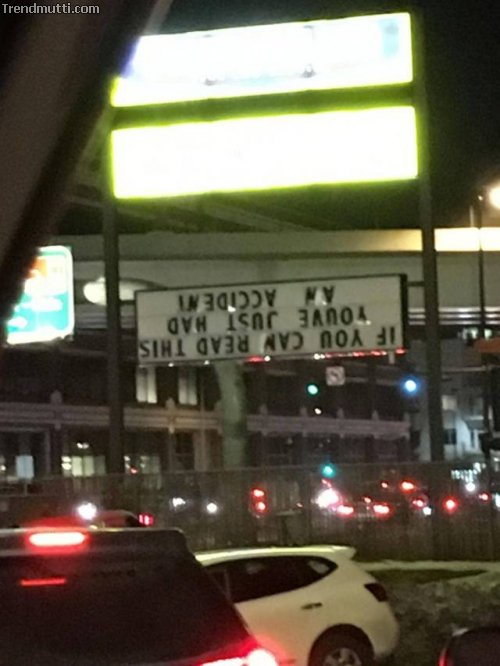 Trendmutti.com
IF YOU CAN READ THIS
YOUVE JUST HAD
AN ACCIDENT